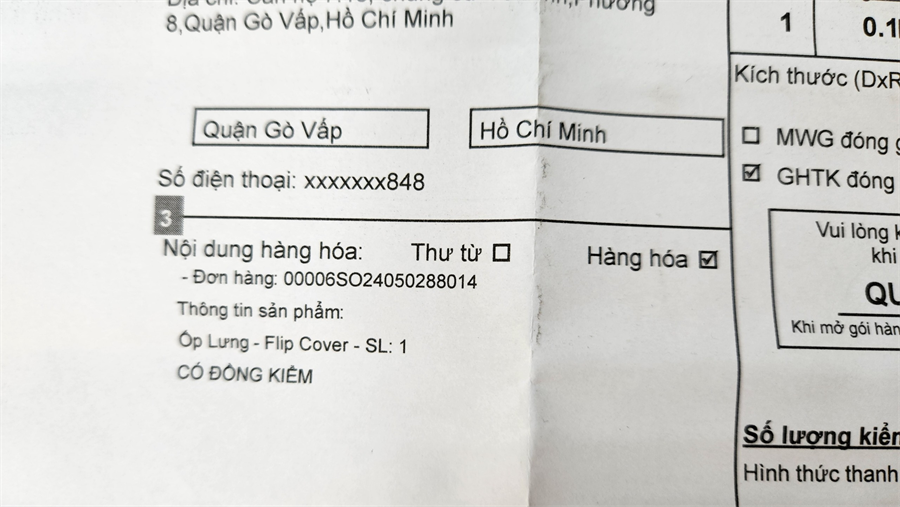 8,Quận Gò Vấp,Hồ Chí Minh
Quận Gò Vấp
Hồ Chí Minh
Số điện thoại: xxxxxxx848
3
Nội dung hàng hóa: Thư từ ☐ Hàng hóa ☑
- Đơn hàng: 00006SO24050288014
Thông tin sản phẩm:
Ốp Lưng - Flip Cover - SL: 1
CÓ ĐỒNG KIỂM
1
Kích thước
☐ MWG đóng
☑ GHTK đóng
Vui lòng
khi
Khi mở gói
Số lượng
Hình thức thanh